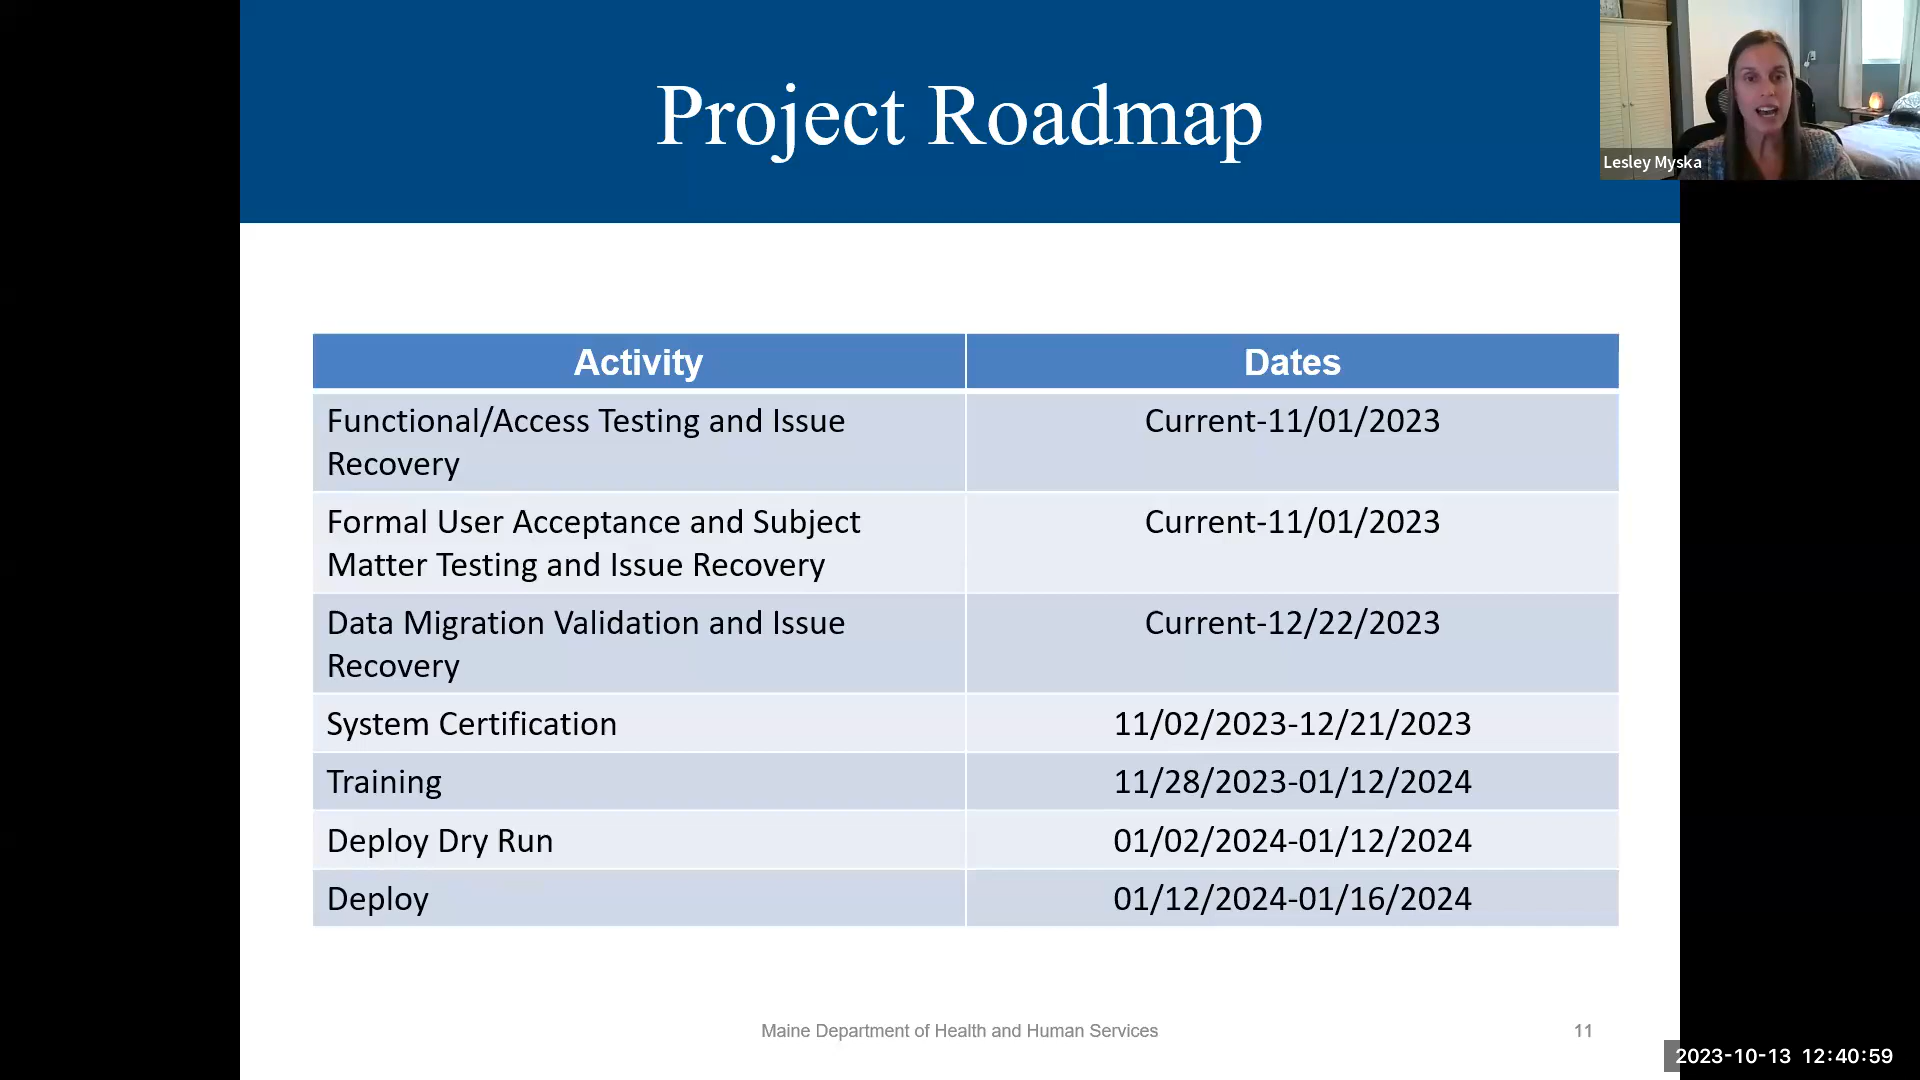 Project Roadmap
Lesley Myska
Activity
Dates
Functional/Access Testing and Issue
Recovery
Current-11/01/2023
Formal User Acceptance and Subject
Matter Testing and Issue Recovery
Current-11/01/2023
Data Migration Validation and Issue
Recovery
Current-12/22/2023
System Certification
11/02/2023-12/21/2023
Training
11/28/2023-01/12/2024
Deploy Dry Run
01/02/2024-01/12/2024
Deploy
01/12/2024-01/16/2024
Maine Department of Health and Human Services
11
2023-10-13 12:40:59